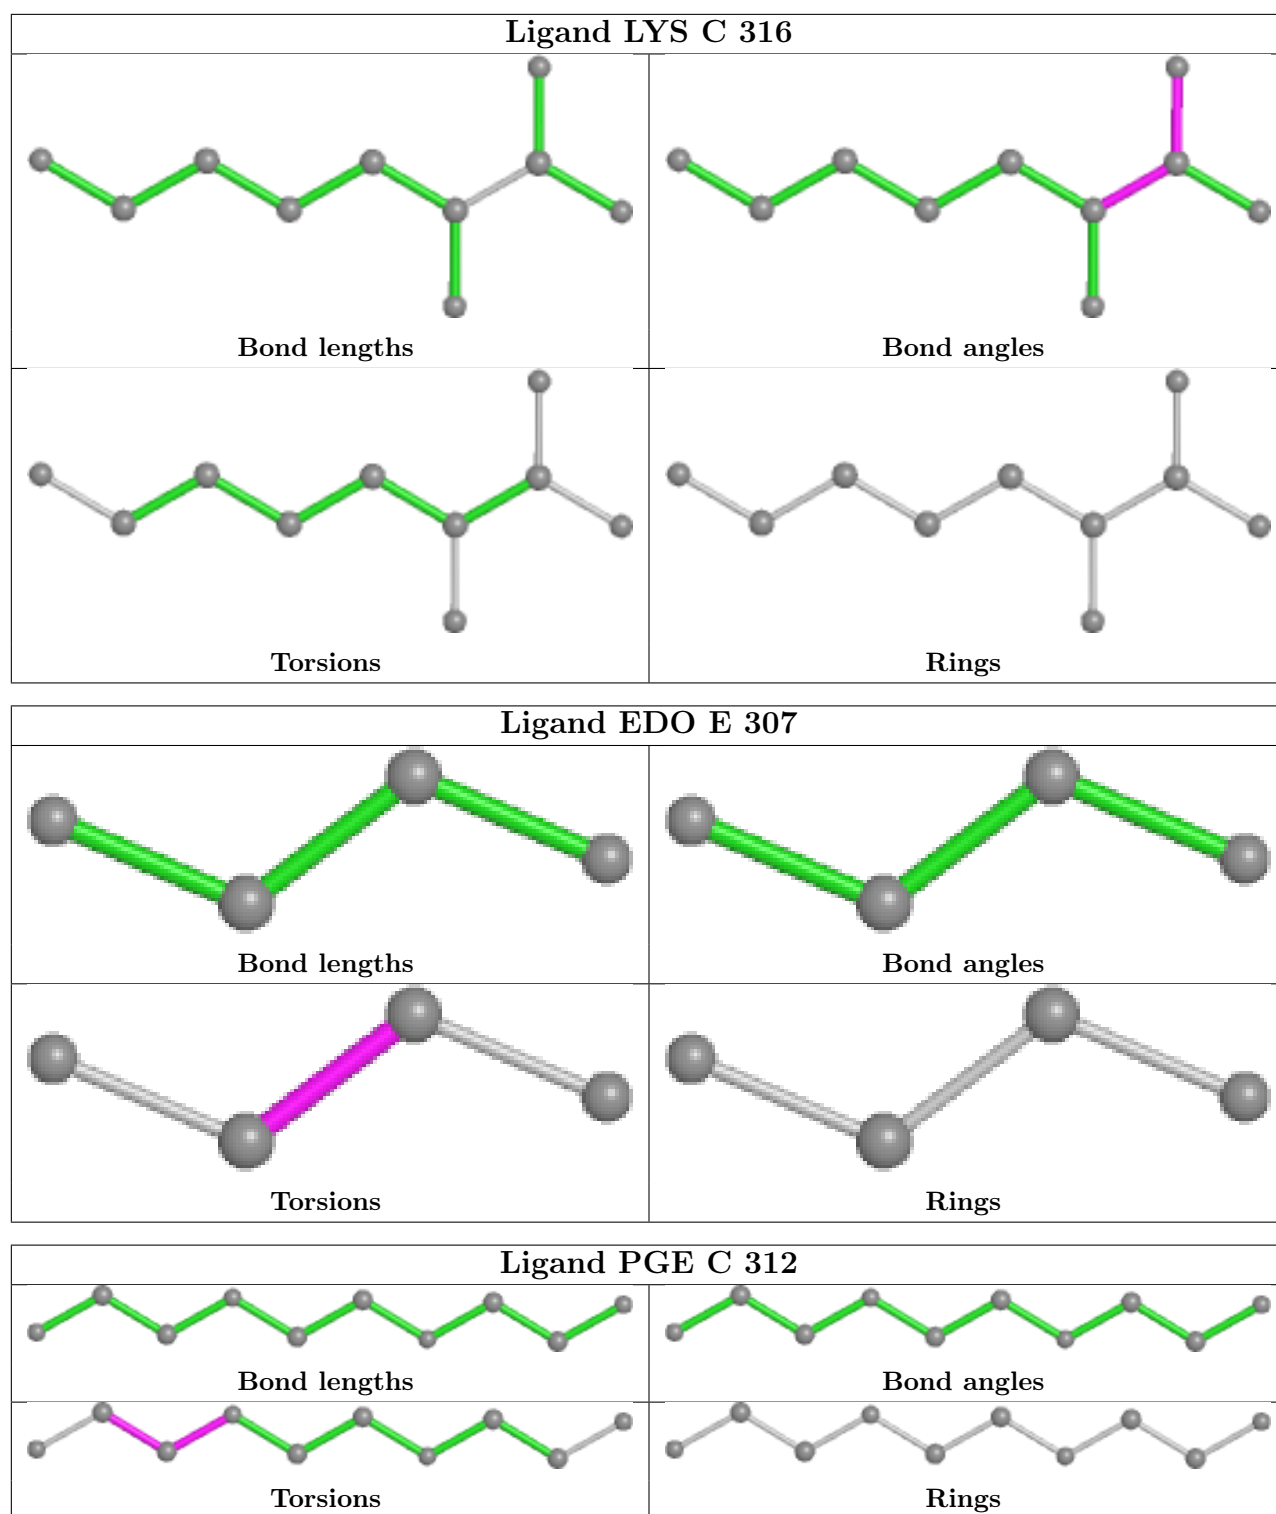 Ligand LYS C 316
Bond lengths
Bond angles
Torsions
Rings
Ligand EDO E 307
Bond lengths
Bond angles
Torsions
Rings
Ligand PGE C 312
Bond lengths
Bond angles
Torsions
Rings